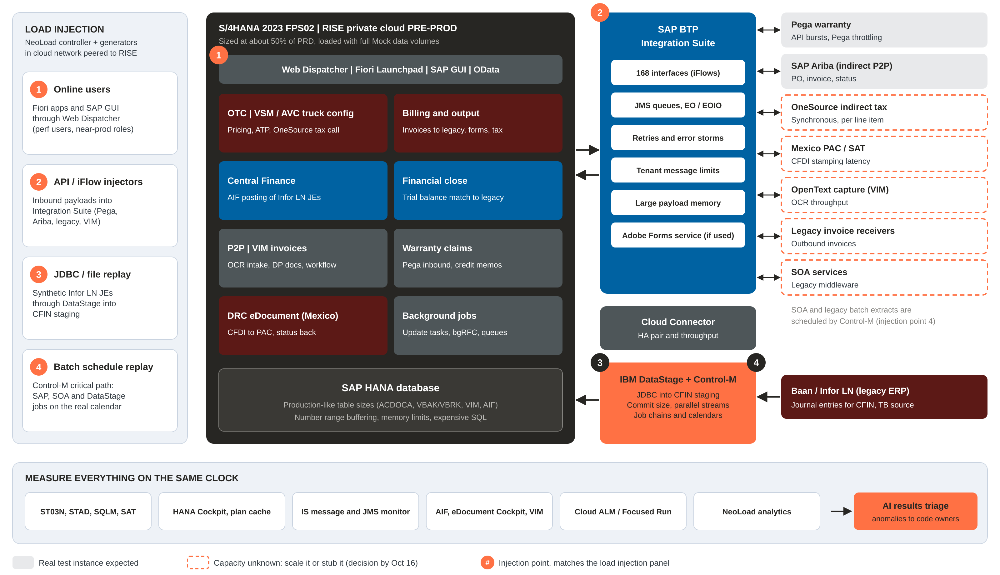 LOAD INJECTION
NeoLoad controller + generators
in cloud network peered to RISE
1
Online users
Fiori apps and SAP GUI
through Web Dispatcher
(perf users, near-prod roles)
2
API / iFlow injectors
Inbound payloads into
Integration Suite (Pega,
Ariba, legacy, VIM)
3
JDBC / file replay
Synthetic Infor LN JEs
through DataStage into
CFIN staging
4
Batch schedule replay
Control-M critical path:
SAP, SOA and DataStage
jobs on the real calendar
S/4HANA 2023 FPS02 | RISE private cloud PRE-PROD
Sized at about 50% of PRD, loaded with full Mock data volumes
1
Web Dispatcher | Fiori Launchpad | SAP GUI | OData
OTC | VSM / AVC truck config
Pricing, ATP, OneSource tax call
Billing and output
Invoices to legacy, forms, tax
Central Finance
AIF posting of Infor LN JEs
Financial close
Trial balance match to legacy
P2P | VIM invoices
OCR intake, DP docs, workflow
Warranty claims
Pega inbound, credit memos
DRC eDocument (Mexico)
CFDI to PAC, status back
Background jobs
Update tasks, bgRFC, queues
SAP HANA database
Production-like table sizes (ACDOCA, VBAK/VBRK, VIM, AIF)
Number range buffering, memory limits, expensive SQL
2
SAP BTP
Integration Suite
168 interfaces (iFlows)
JMS queues, EO / EOIO
Retries and error storms
Tenant message limits
Large payload memory
Adobe Forms service (if used)
Cloud Connector
HA pair and throughput
3
4
IBM DataStage + Control-M
JDBC into CFIN staging
Commit size, parallel streams
Job chains and calendars
Pega warranty
API bursts, Pega throttling
SAP Ariba (indirect P2P)
PO, invoice, status
OneSource indirect tax
Synchronous, per line item
Mexico PAC / SAT
CFDI stamping latency
OpenText capture (VIM)
OCR throughput
Legacy invoice receivers
Outbound invoices
SOA services
Legacy middleware
SOA and legacy batch extracts are
scheduled by Control-M (injection point 4)
Baan / Infor LN (legacy ERP)
Journal entries for CFIN, TB source
MEASURE EVERYTHING ON THE SAME CLOCK
ST03N, STAD, SQLM, SAT
HANA Cockpit, plan cache
IS message and JMS monitor
AIF, eDocument Cockpit, VIM
Cloud ALM / Focused Run
NeoLoad analytics
AI results triage
anomalies to code owners
Real test instance expected
Capacity unknown: scale it or stub it (decision by Oct 16)
#
Injection point, matches the load injection panel